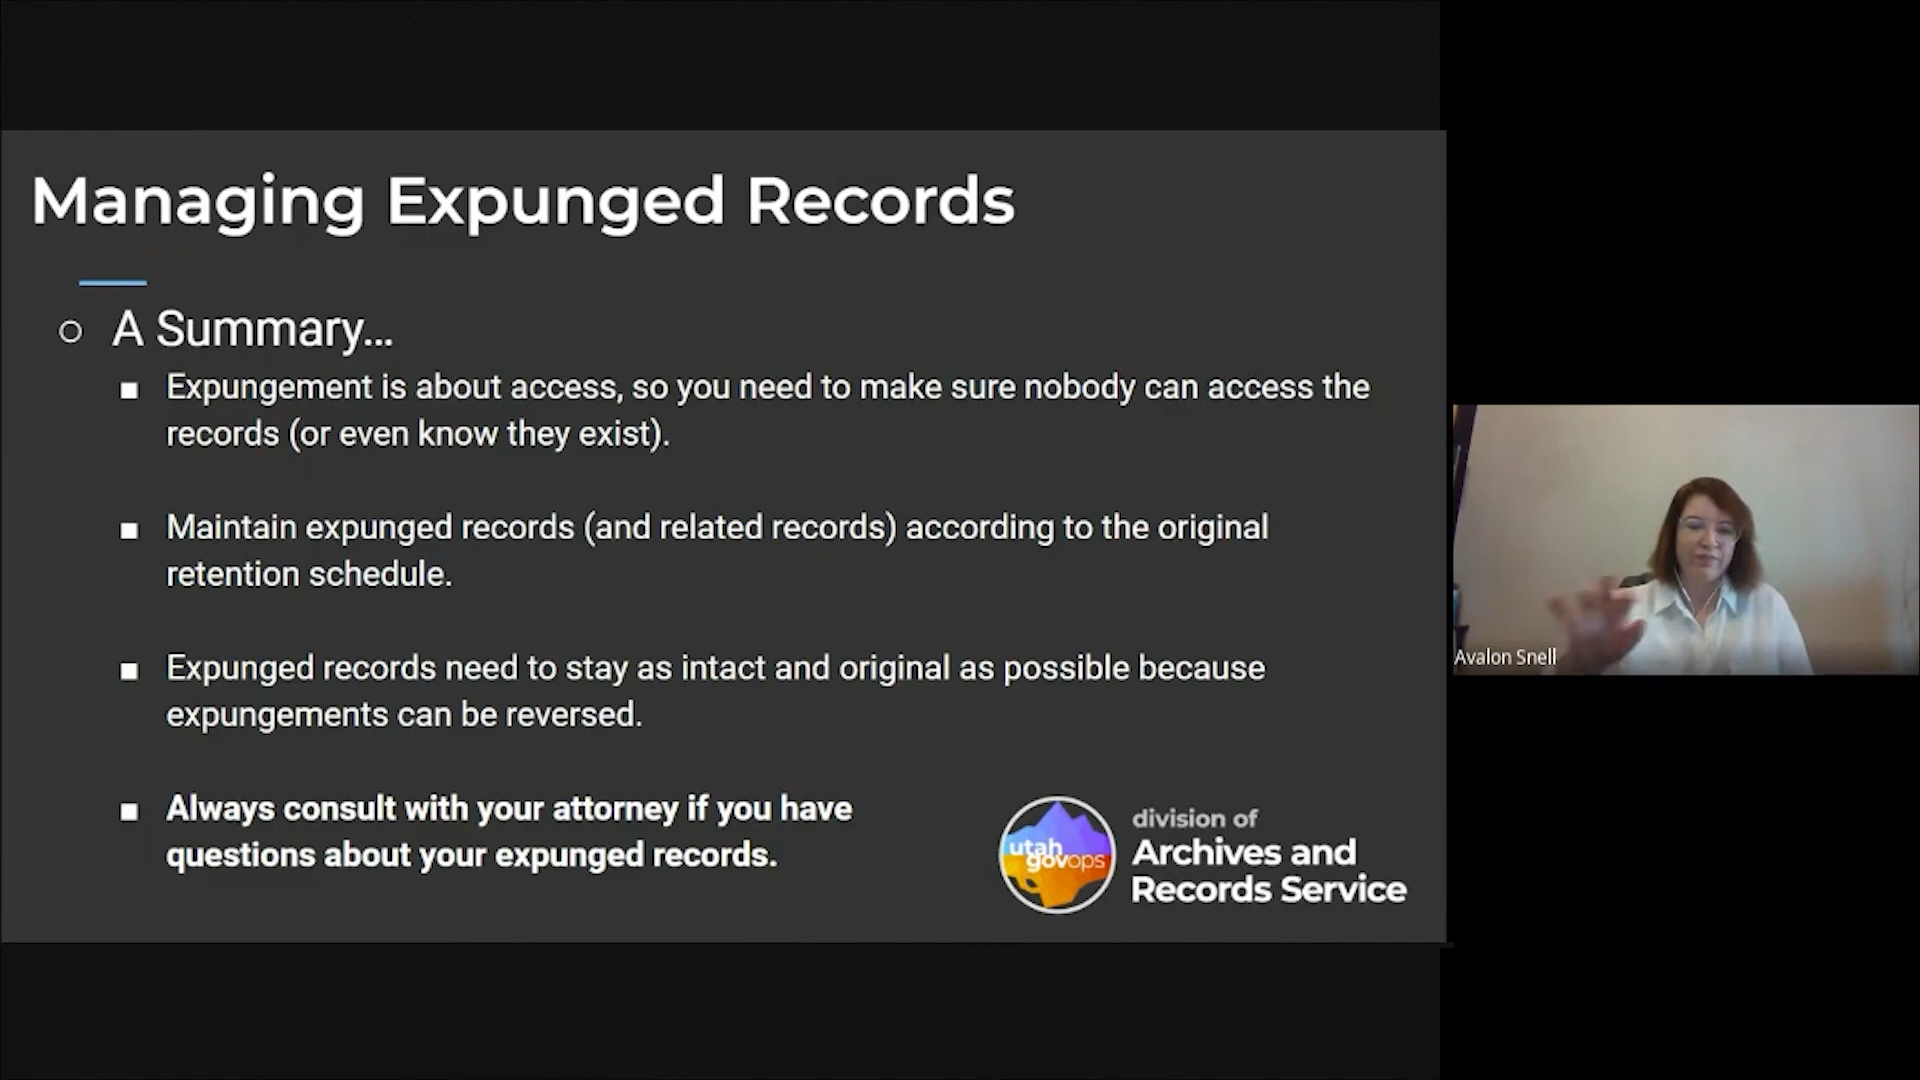 Managing Expunged Records
A Summary...
Expungement is about access, so you need to make sure nobody can access the
records (or even know they exist).
Maintain expunged records (and related records) according to the original
retention schedule.
Expunged records need to stay as intact and original as possible because
expungements can be reversed.
Always consult with your attorney if you have
questions about your expunged records.
utah
govops
division of
Archives and
Records Service
Avalon Snell